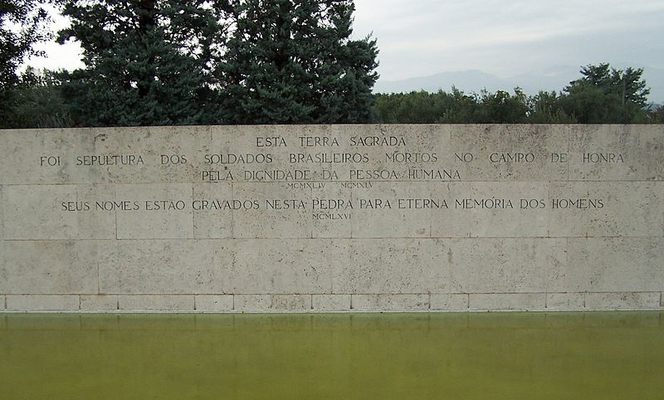 ESTA TERRA SAGRADA
FOI SEPULTURA DOS SOLDADOS BRASILEIROS MORTOS NO CAMPO DE HONRA
PELA DIGNIDADE DA PESSOA HUMANA
MCMXLIV MCMXLV
SEUS NOMES ESTÃO GRAVADOS NESTA PEDRA PARA ETERNA MEMÓRIA DOS HOMENS
MCMLXVI